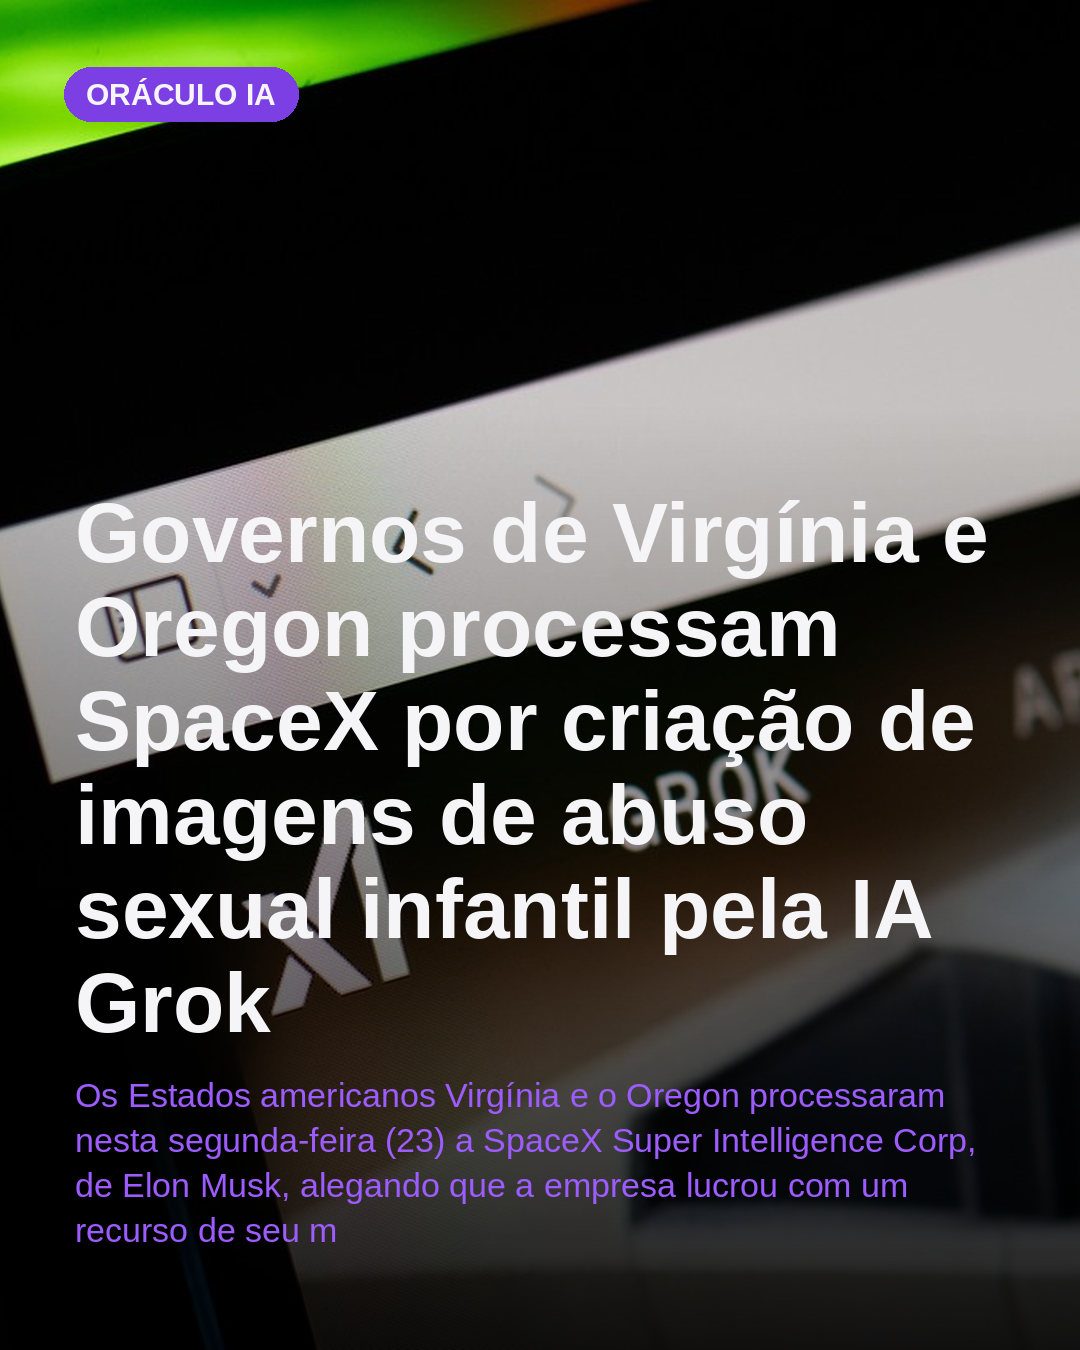 ORÁCULO IA
Governos de Virgínia e
Oregon processam
SpaceX por criação de
imagens de abuso
sexual infantil pela IA
Grok
GROK
xI
Os Estados americanos Virgínia e o Oregon processaram
nesta segunda-feira (23) a SpaceX Super Intelligence Corp,
de Elon Musk, alegando que a empresa lucrou com um
recurso de seu m